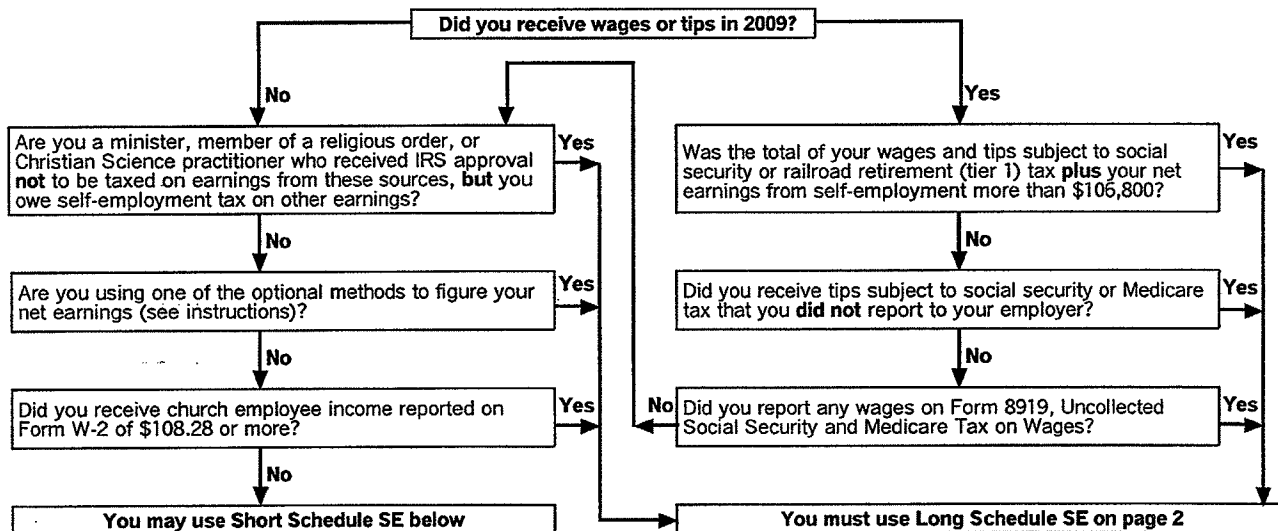 Did you receive wages or tips in 2009?
No
Yes
Are you a minister, member of a religious order, or
Christian Science practitioner who received IRS approval
not to be taxed on earnings from these sources, but you
owe self-employment tax on other earnings?
Yes
Was the total of your wages and tips subject to social
security or railroad retirement (tier 1) tax plus your net
earnings from self-employment more than $106,800?
Yes
No
No
Are you using one of the optional methods to figure your
net earnings (see instructions)?
Yes
Did you receive tips subject to social security or Medicare
tax that you did not report to your employer?
Yes
No
No
Did you receive church employee income reported on
Form W-2 of $108.28 or more?
Yes
No
Did you report any wages on Form 8919, Uncollected
Social Security and Medicare Tax on Wages?
Yes
No
You may use Short Schedule SE below
You must use Long Schedule SE on page 2